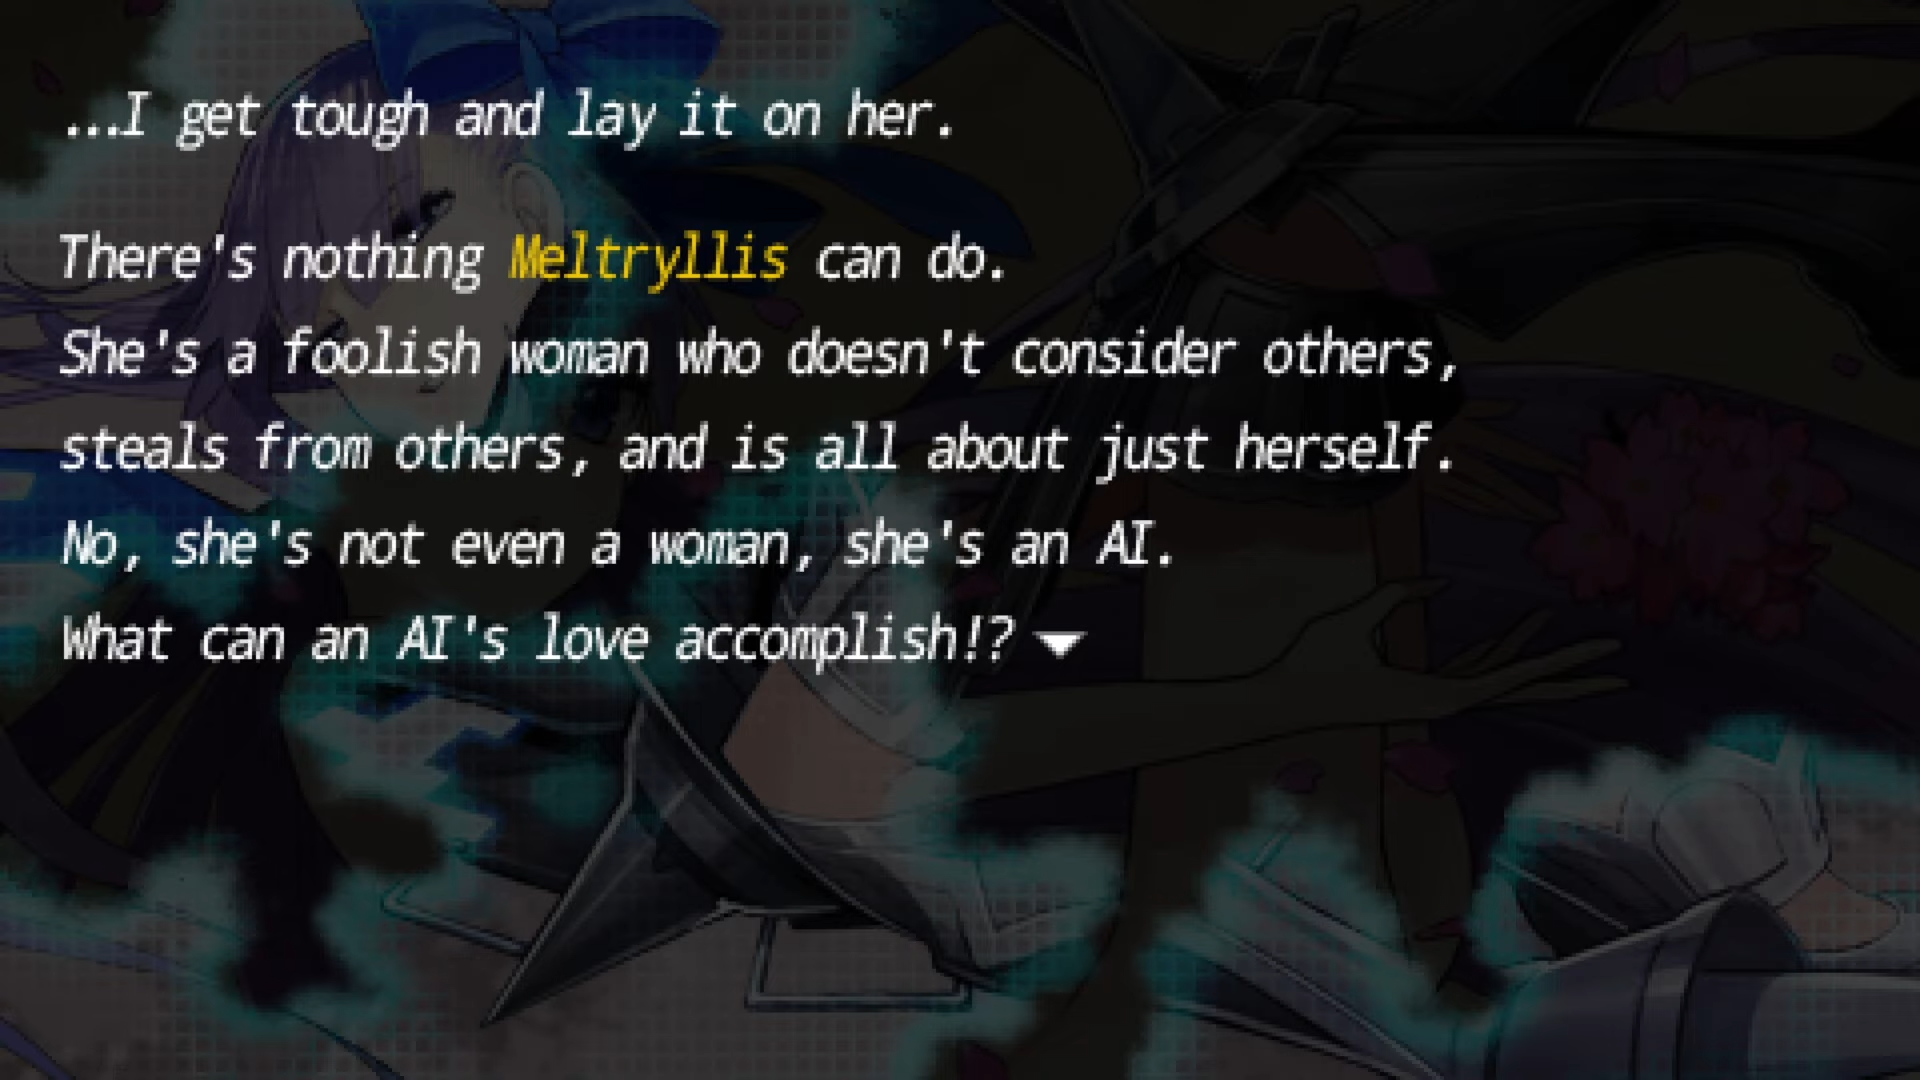 ...I get tough and lay it on her.
There's nothing Meltryllis can do.
She's a foolish woman who doesn't consider others,
steals from others, and is all about just herself.
No, she's not even a woman, she's an AI.
What can an AI's love accomplish!?